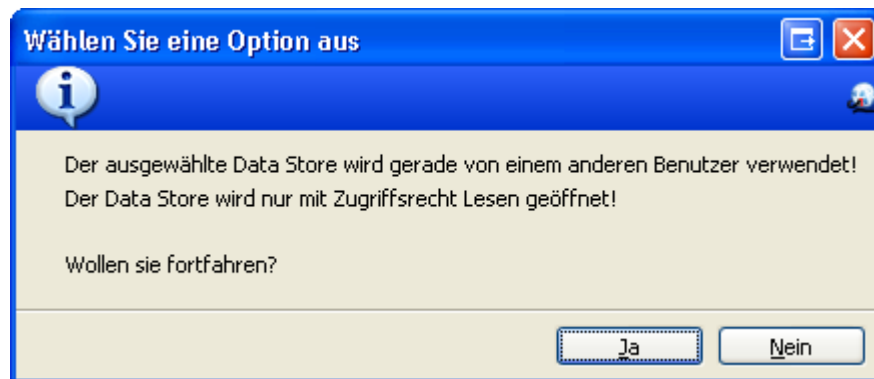 Wählen Sie eine Option aus
Der ausgewählte Data Store wird gerade von einem anderen Benutzer verwendet!
Der Data Store wird nur mit Zugriffsrecht Lesen geöffnet!
Wollen sie fortfahren?
Ja
Nein